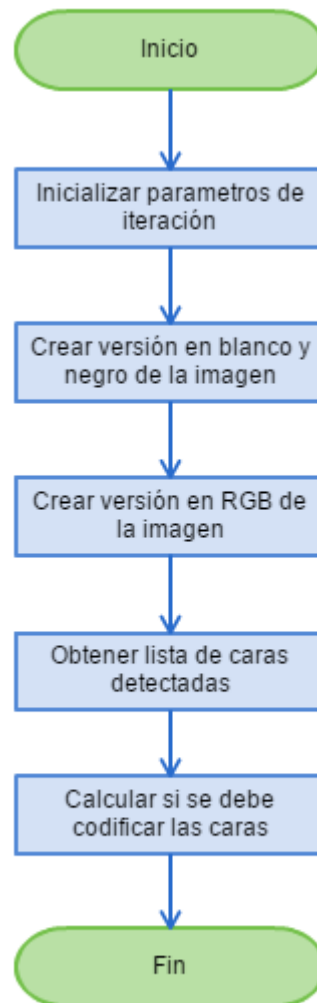 Inicio
Inicializar parametros de
iteración
Crear versión en blanco y
negro de la imagen
Crear versión en RGB de
la imagen
Obtener lista de caras
detectadas
Calcular si se debe
codificar las caras
Fin